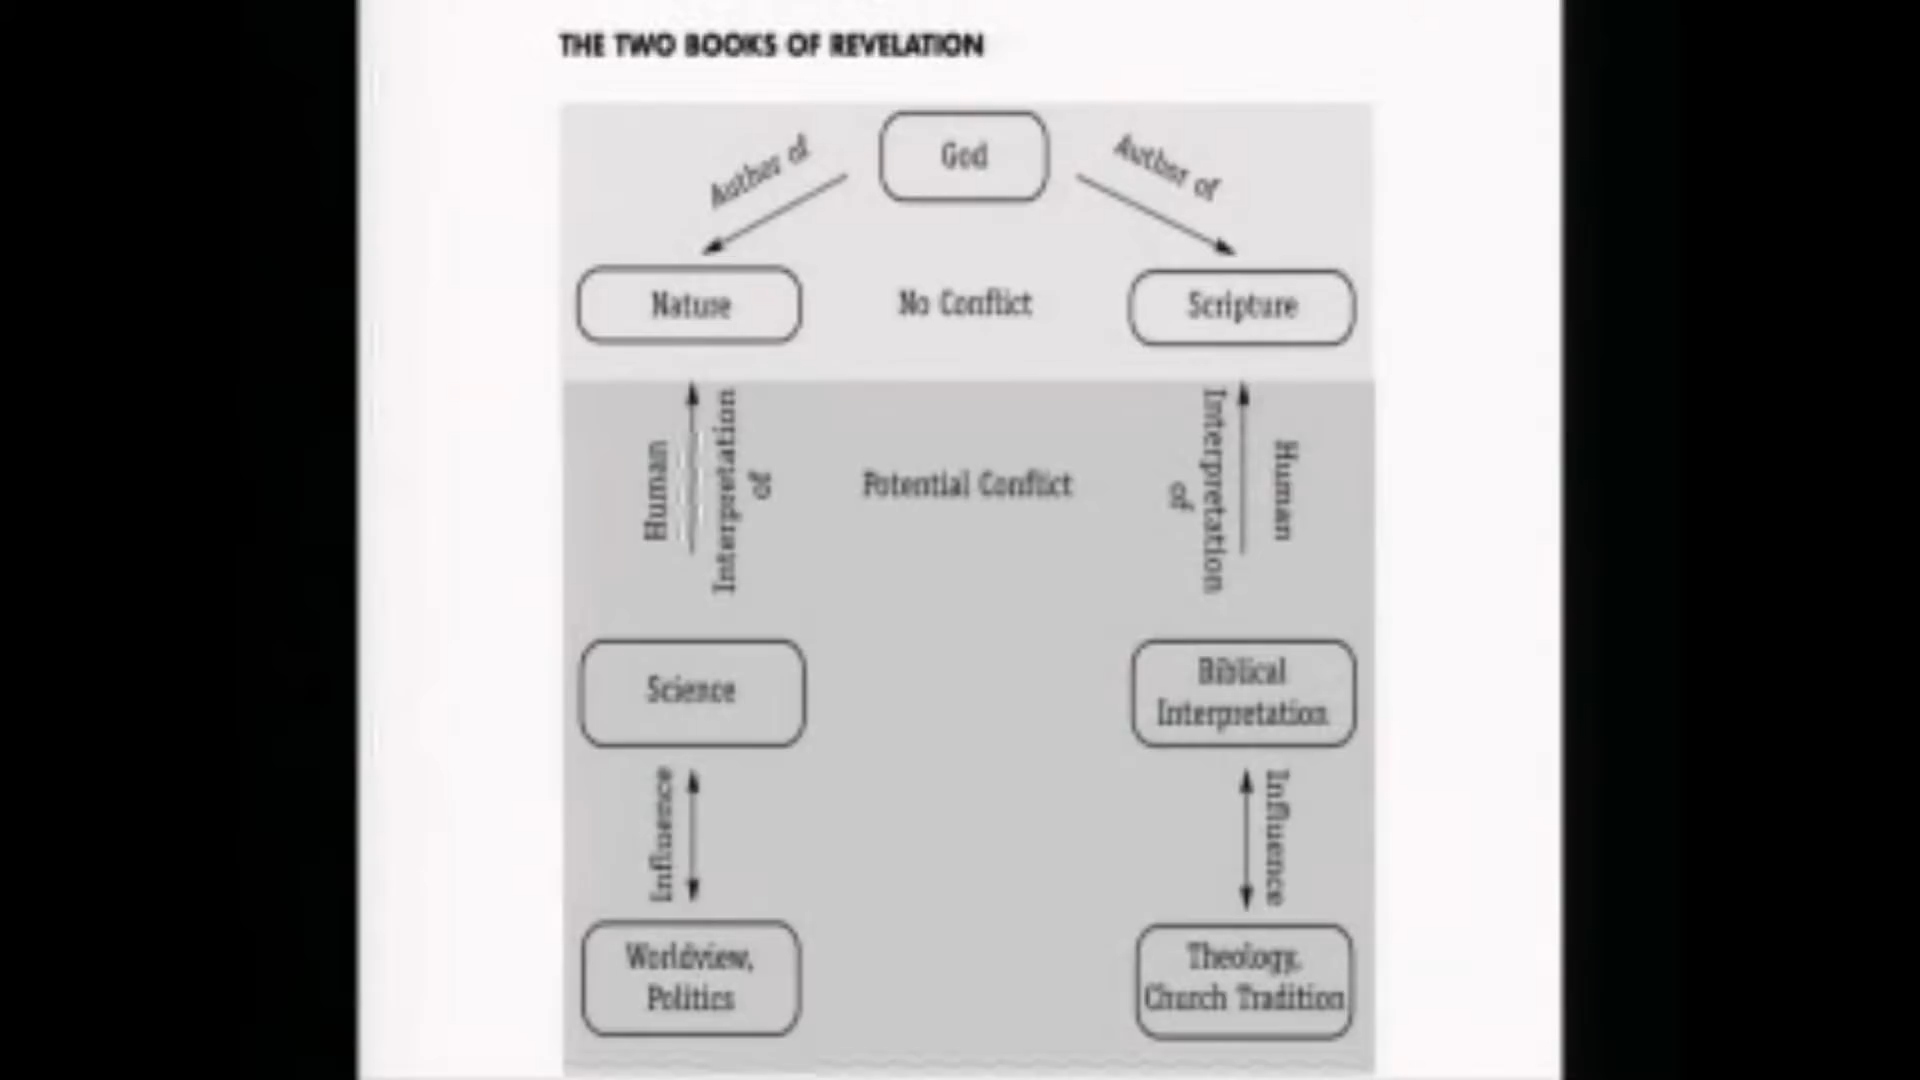 THE TWO BOOKS OF REVELATION
God
Author of
Author of
Nature
No Conflict
Scripture
Human
Interpretation
of
Potential Conflict
Human
Interpretation
of
Science
Biblical
Interpretation
Influence
Influence
Worldview,
Politics
Theology,
Church Tradition